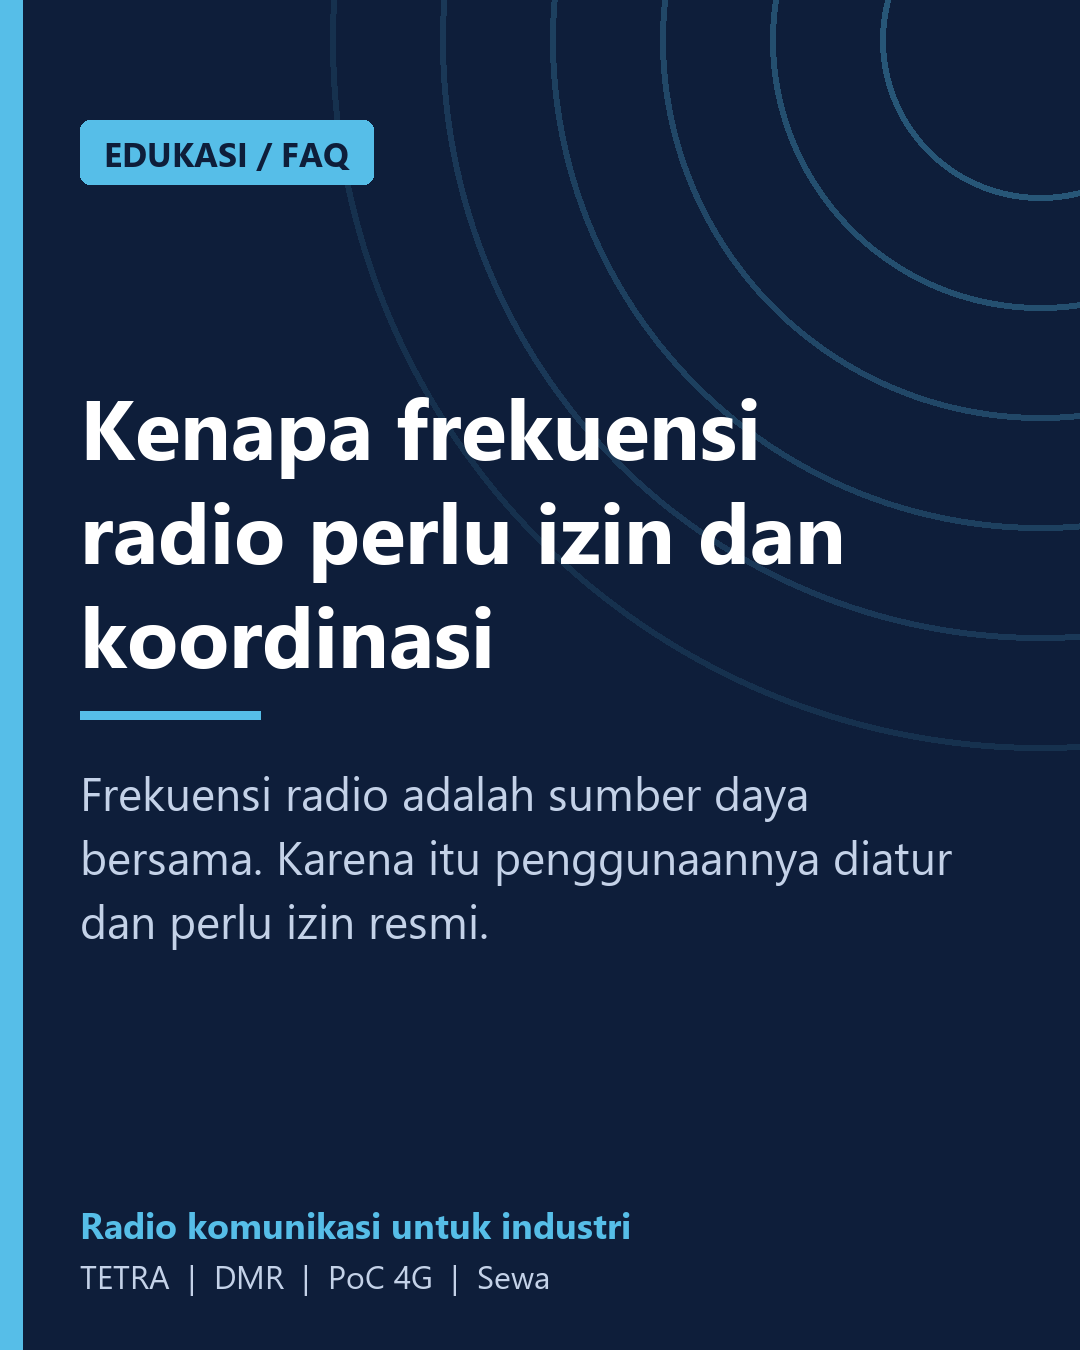 EDUKASI / FAQ
Kenapa frekuensi
radio perlu izin dan
koordinasi
Frekuensi radio adalah sumber daya
bersama. Karena itu penggunaannya diatur
dan perlu izin resmi.
Radio komunikasi untuk industri
TETRA | DMR | PoC 4G | Sewa